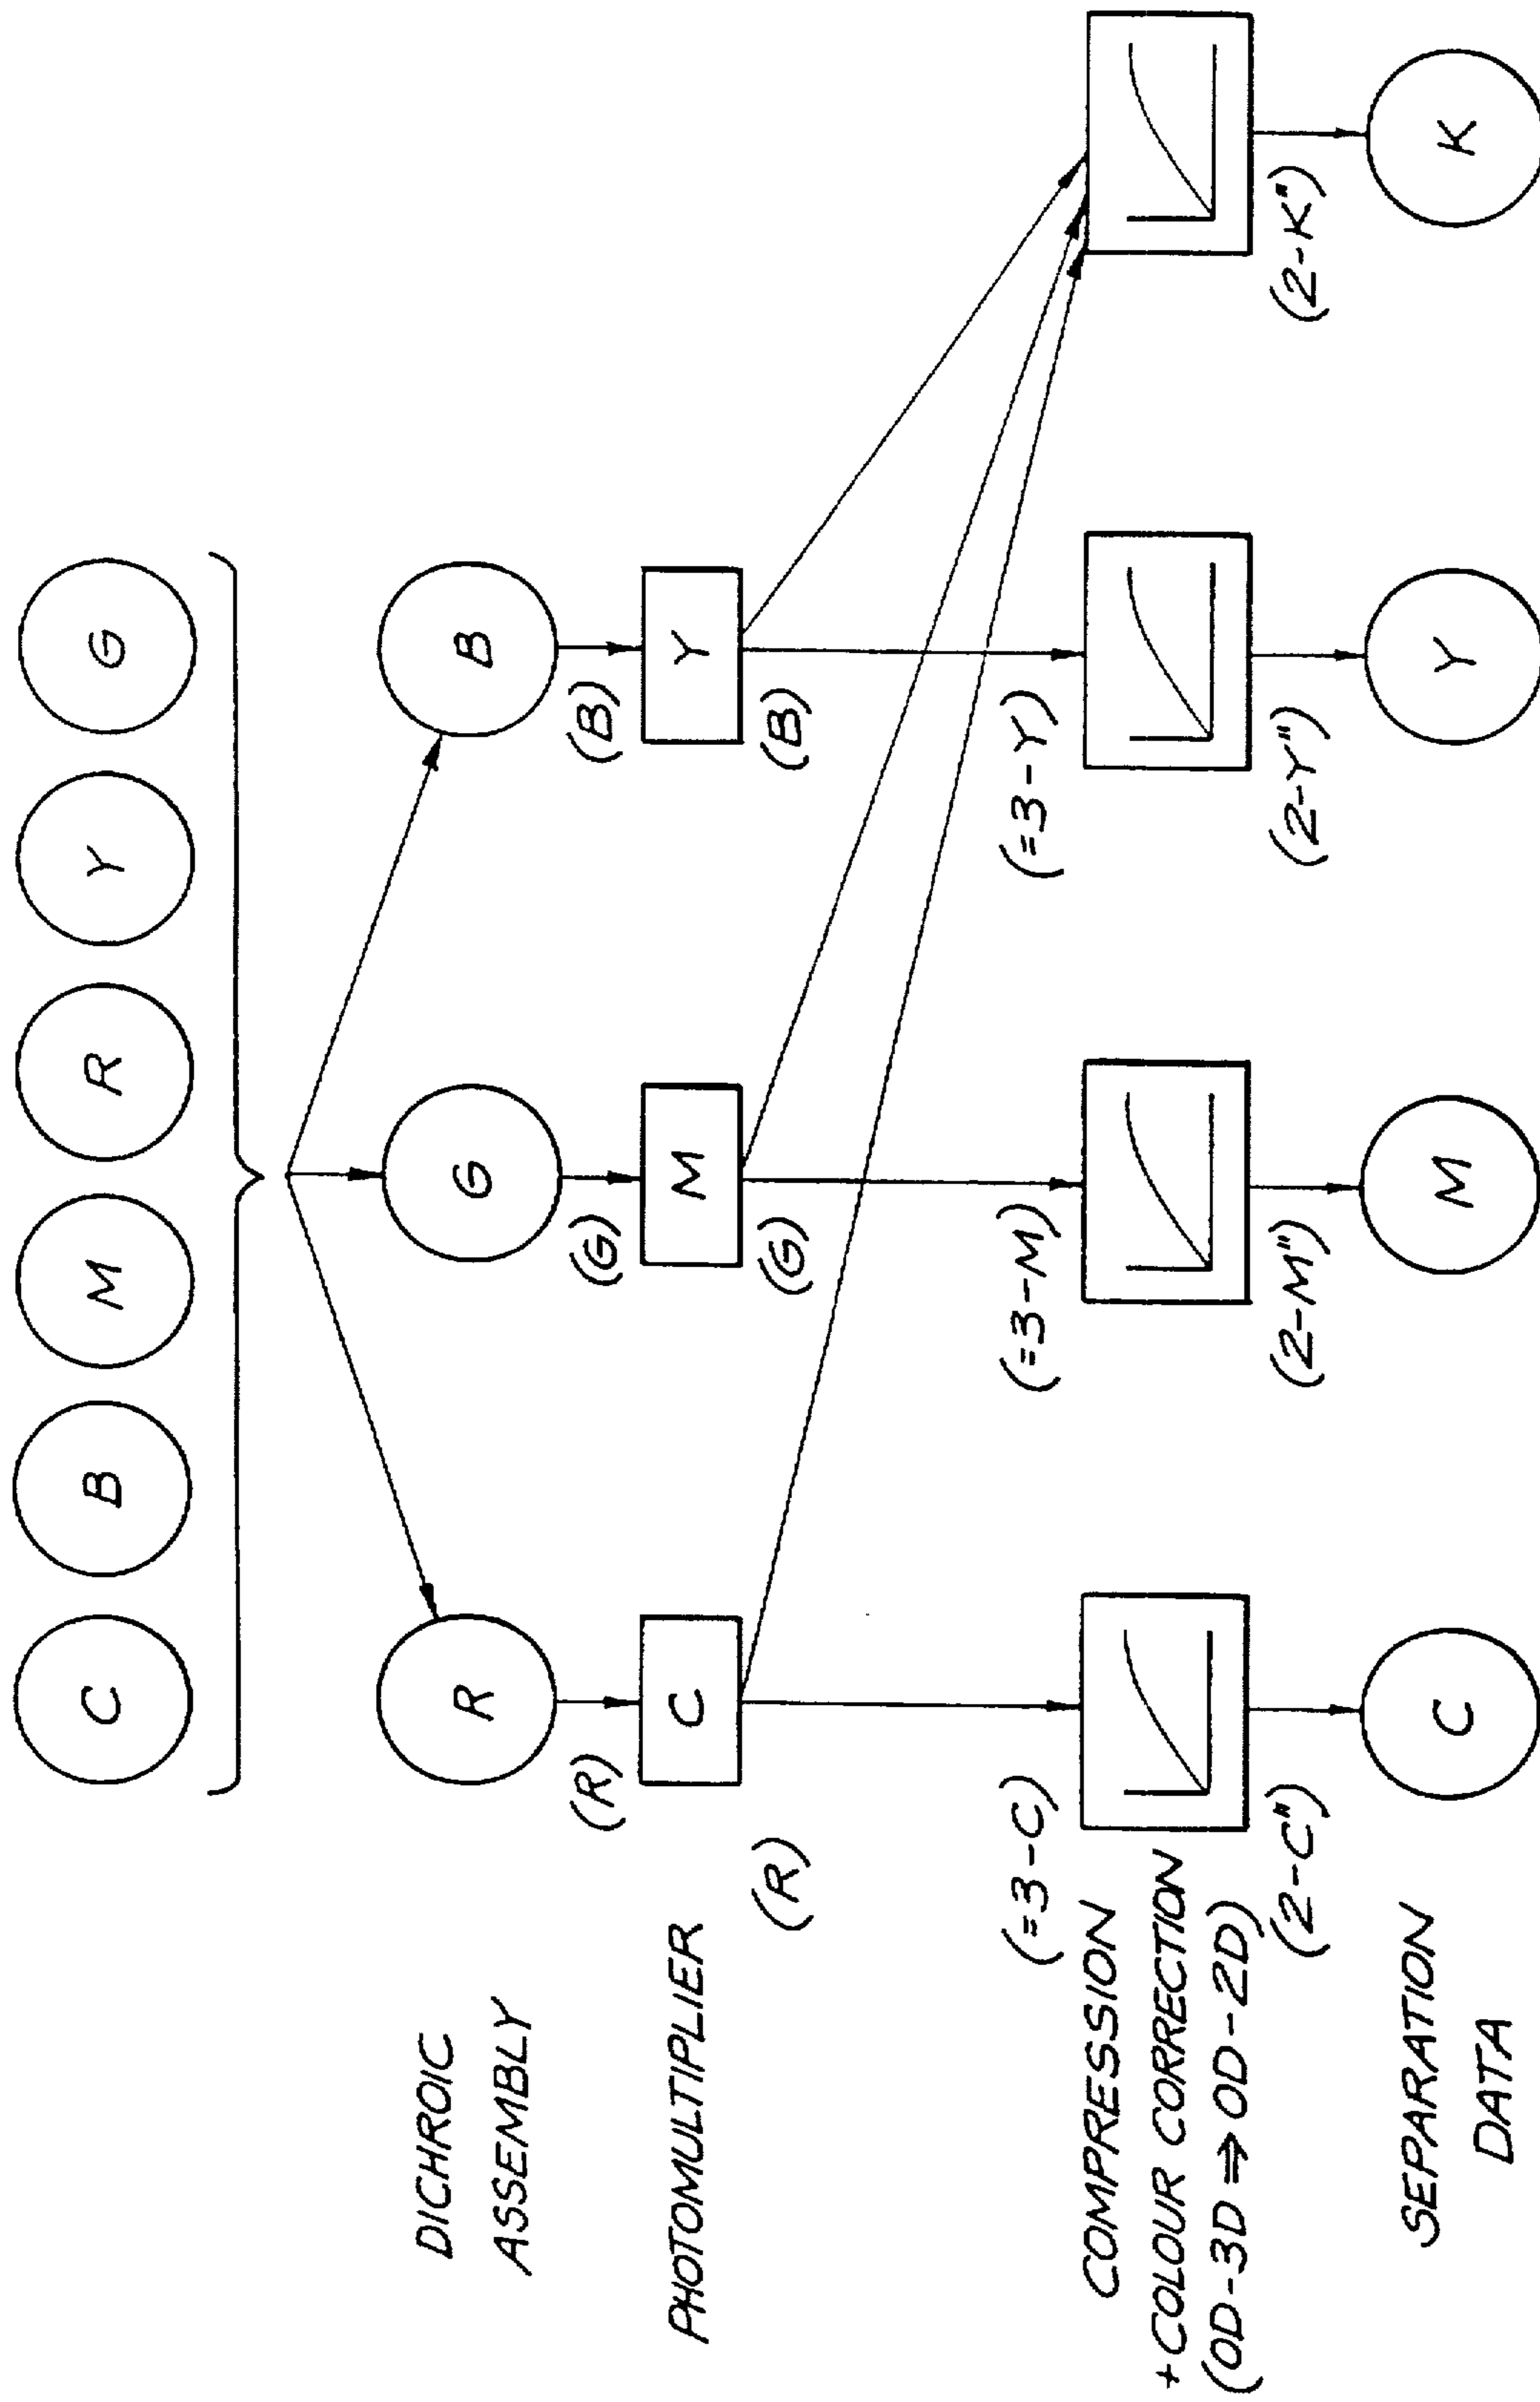 C B M R Y G
DICHROIC
ASSEMBLY
R G B
(R) (G) (B)
PHOTOMULTIPLIER
C M Y
(R) (G) (B)
(=3-C) (=3-M) (=3-Y)
COMPRESSION
+COLOUR CORRECTION
(OD-3D ⇒ OD-2D)
(2-C") (2-M") (2-Y") (2-K")
SEPARATION
DATA
C M Y K